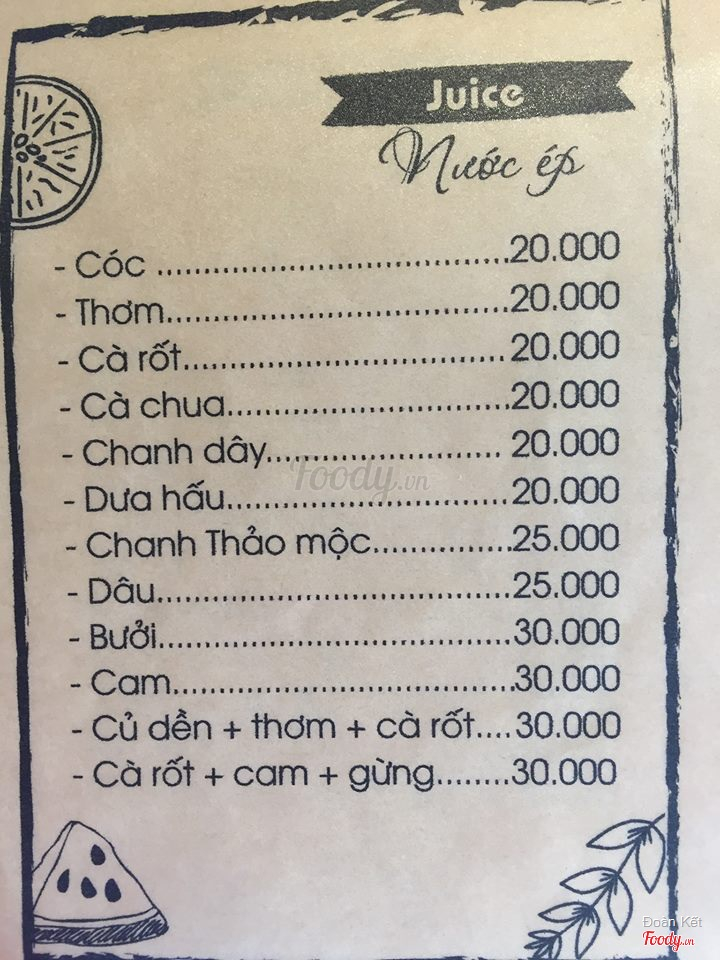 Juice
Nước ép
- Cóc ......................................20.000
- Thơm.....................................20.000
- Cà rốt................................... 20.000
- Cà chua..............................20.000
- Chanh dây......................... 20.000
- Dưa hấu..............................20.000
- Chanh Thảo mộc...............25.000
- Dâu......................................25.000
- Bưởi......................................30.000
- Cam.....................................30.000
- Củ dền + thơm + cà rốt....30.000
- Cà rốt + cam + gừng........30.000
Foody.vn
Đoàn Kết
Foody.vn